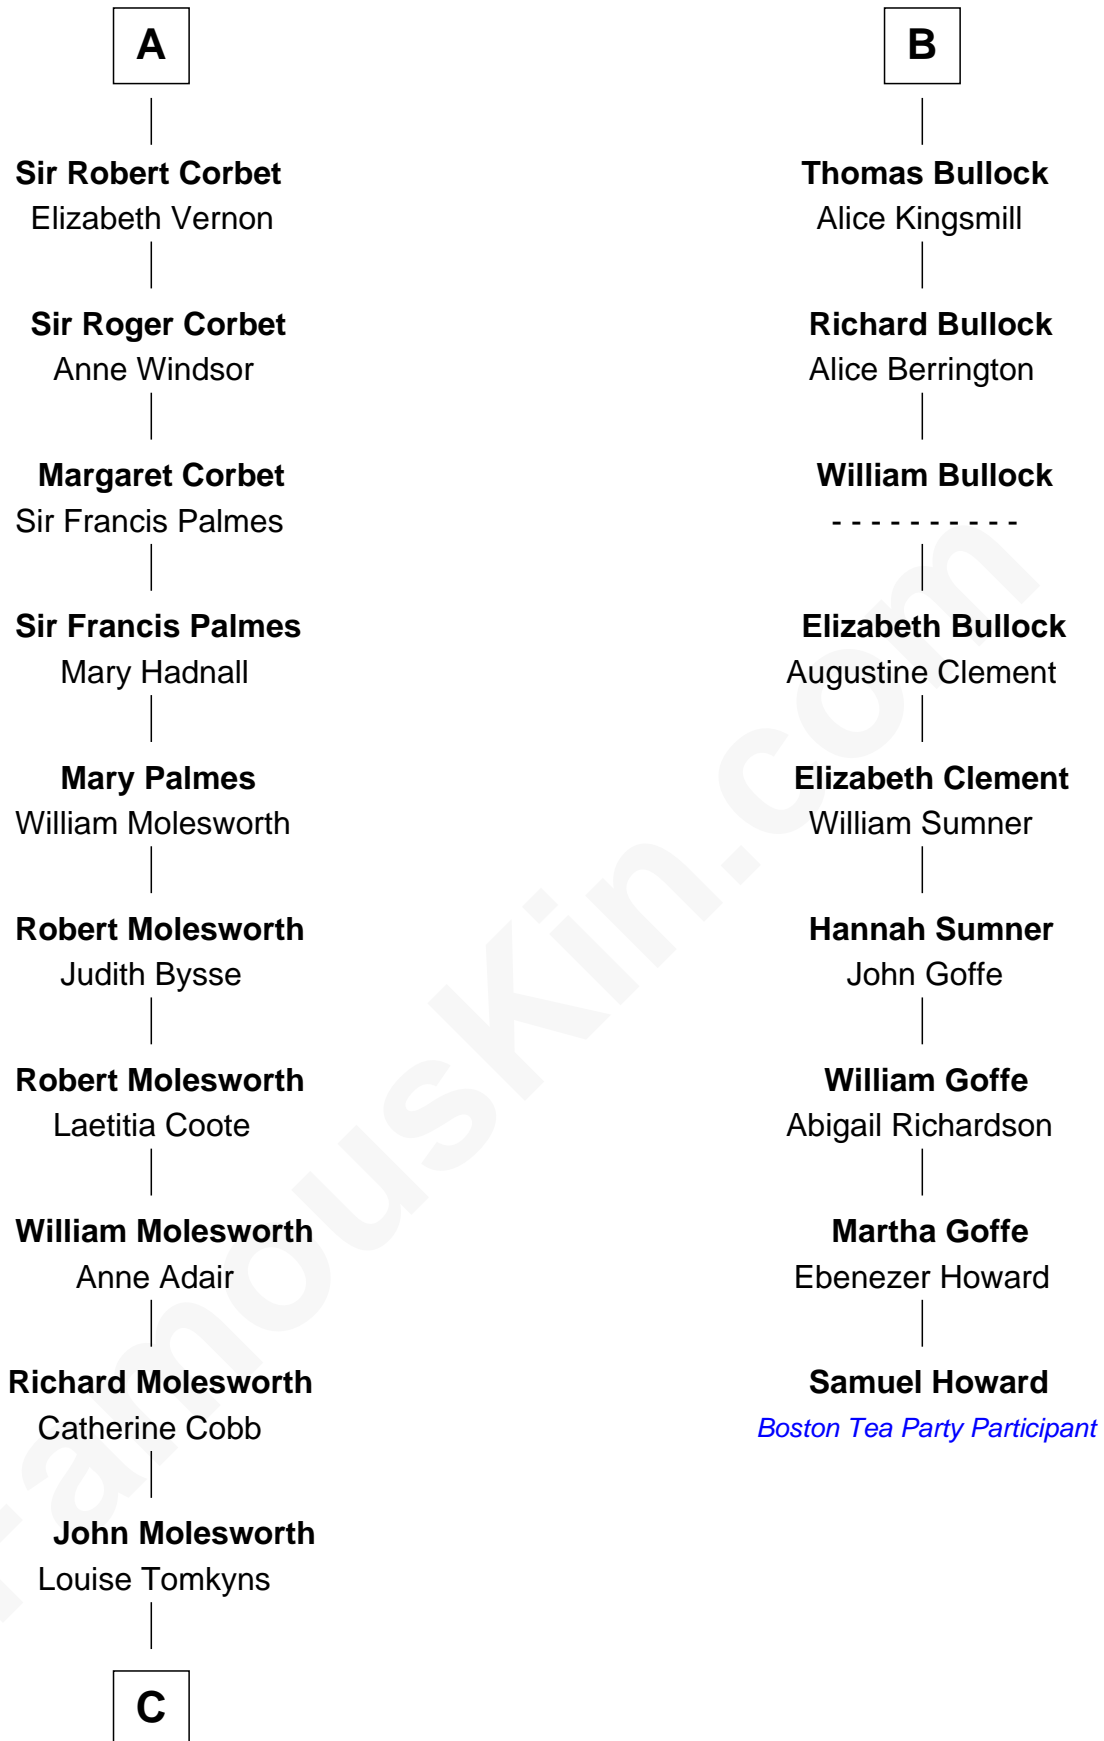 A
Sir Robert Corbet
Elizabeth Vernon
Sir Roger Corbet
Anne Windsor
Margaret Corbet
Sir Francis Palmes
Sir Francis Palmes
Mary Hadnall
Mary Palmes
William Molesworth
Robert Molesworth
Judith Bysse
Robert Molesworth
Laetitia Coote
William Molesworth
Anne Adair
Richard Molesworth
Catherine Cobb
John Molesworth
Louise Tomkyns
C
B
Thomas Bullock
Alice Kingsmill
Richard Bullock
Alice Berrington
William Bullock
- - - - - - - - - -
Elizabeth Bullock
Augustine Clement
Elizabeth Clement
William Sumner
Hannah Sumner
John Goffe
William Goffe
Abigail Richardson
Martha Goffe
Ebenezer Howard
Samuel Howard
Boston Tea Party Participant
FamousKin.com